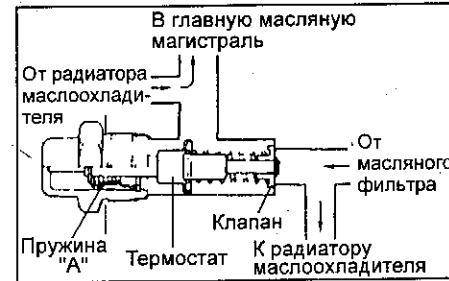 В главную масляную
магистраль
От радиатора
маслоохлади-
теля
От
масляного
фильтра
Клапан
Пружина
"А"
Термостат
К радиатору
маслоохладителя